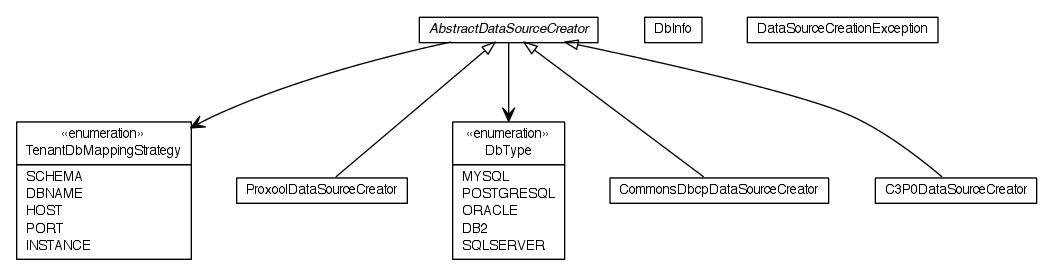 AbstractDataSourceCreator
DbInfo
DataSourceCreationException
«enumeration»
TenantDbMappingStrategy
SCHEMA
DBNAME
HOST
PORT
INSTANCE
ProxoolDataSourceCreator
«enumeration»
DbType
MYSQL
POSTGRESQL
ORACLE
DB2
SQLSERVER
CommonsDbcpDataSourceCreator
C3P0DataSourceCreator